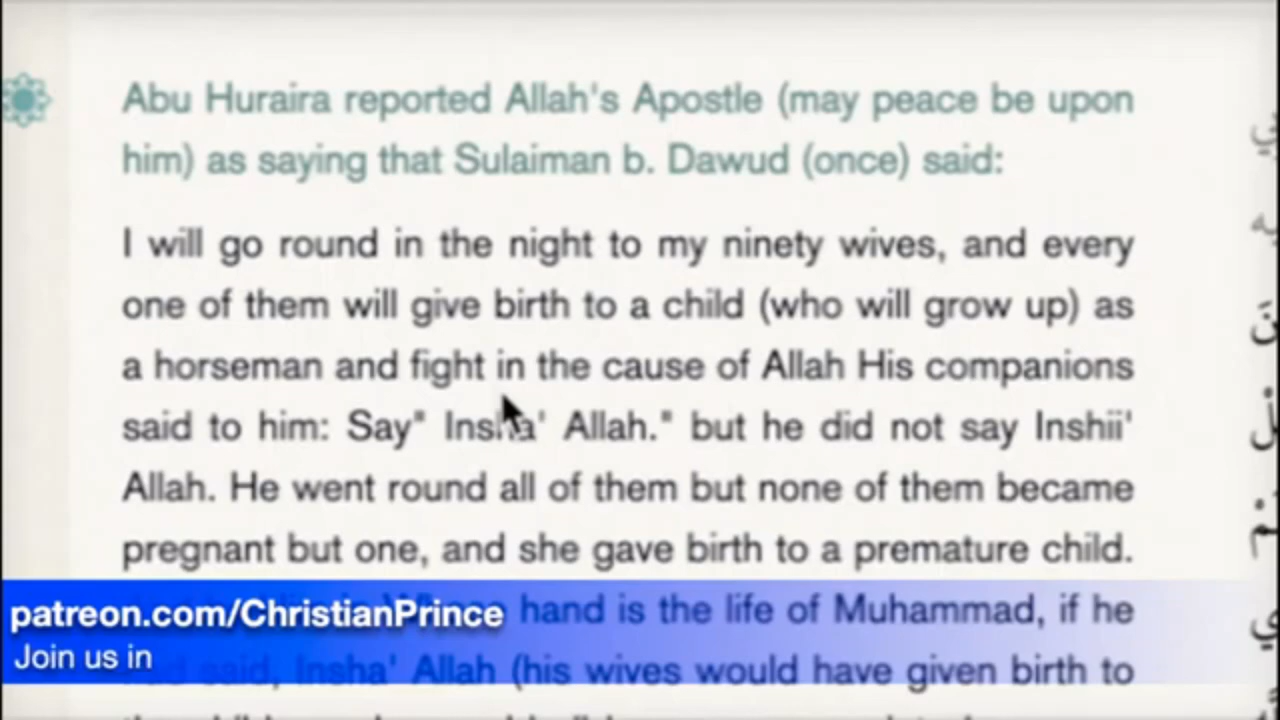 Abu Huraira reported Allah's Apostle (may peace be upon
him) as saying that Sulaiman b. Dawud (once) said:
I will go round in the night to my ninety wives, and every
one of them will give birth to a child (who will grow up) as
a horseman and fight in the cause of Allah His companions
said to him: Say" Insha' Allah." but he did not say Inshii'
Allah. He went round all of them but none of them became
pregnant but one, and she gave birth to a premature child.
hand is the life of Muhammad, if he
had said, Insha' Allah (his wives would have given birth to
patreon.com/ChristianPrince
Join us in